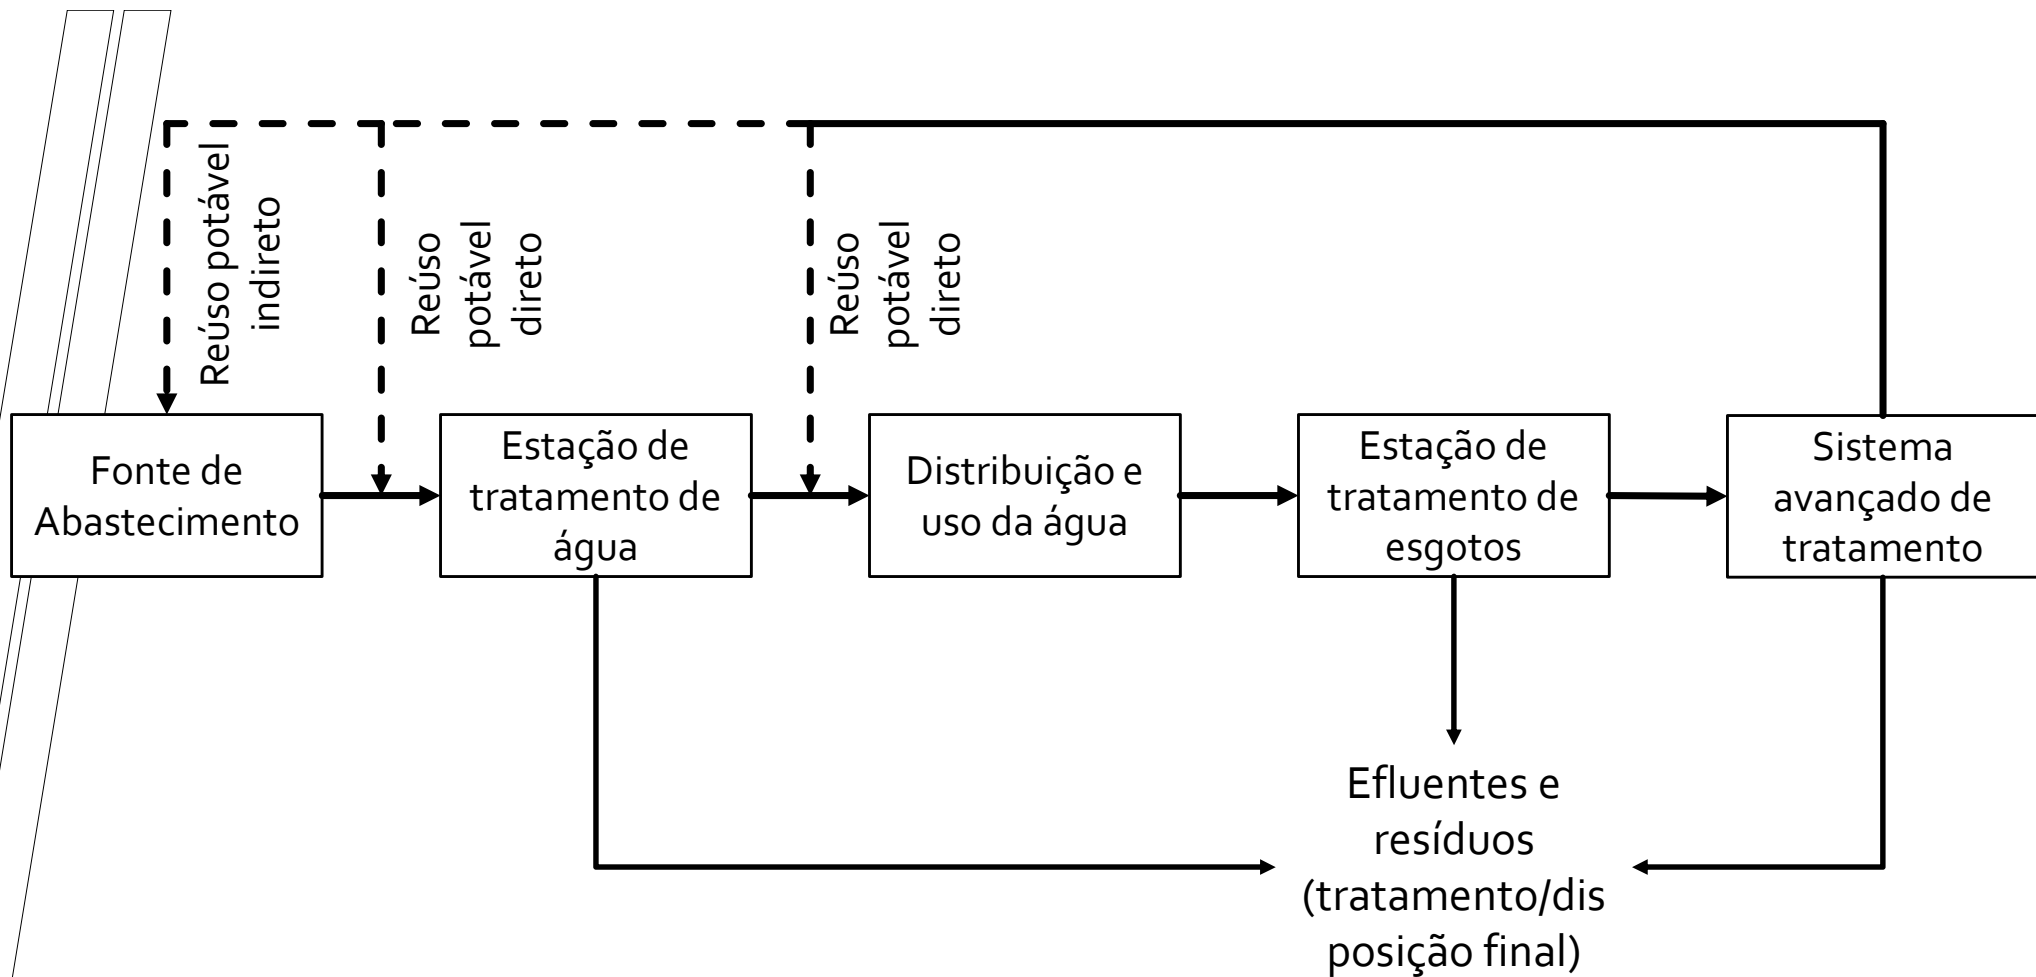 Reúso potável
indireto
Reúso
potável
direto
Reúso
potável
direto
Fonte de
Abastecimento
Estação de
tratamento de
água
Distribuição e
uso da água
Estação de
tratamento de
esgotos
Sistema
avançado de
tratamento
Efluentes e
resíduos
(tratamento/dis
posição final)